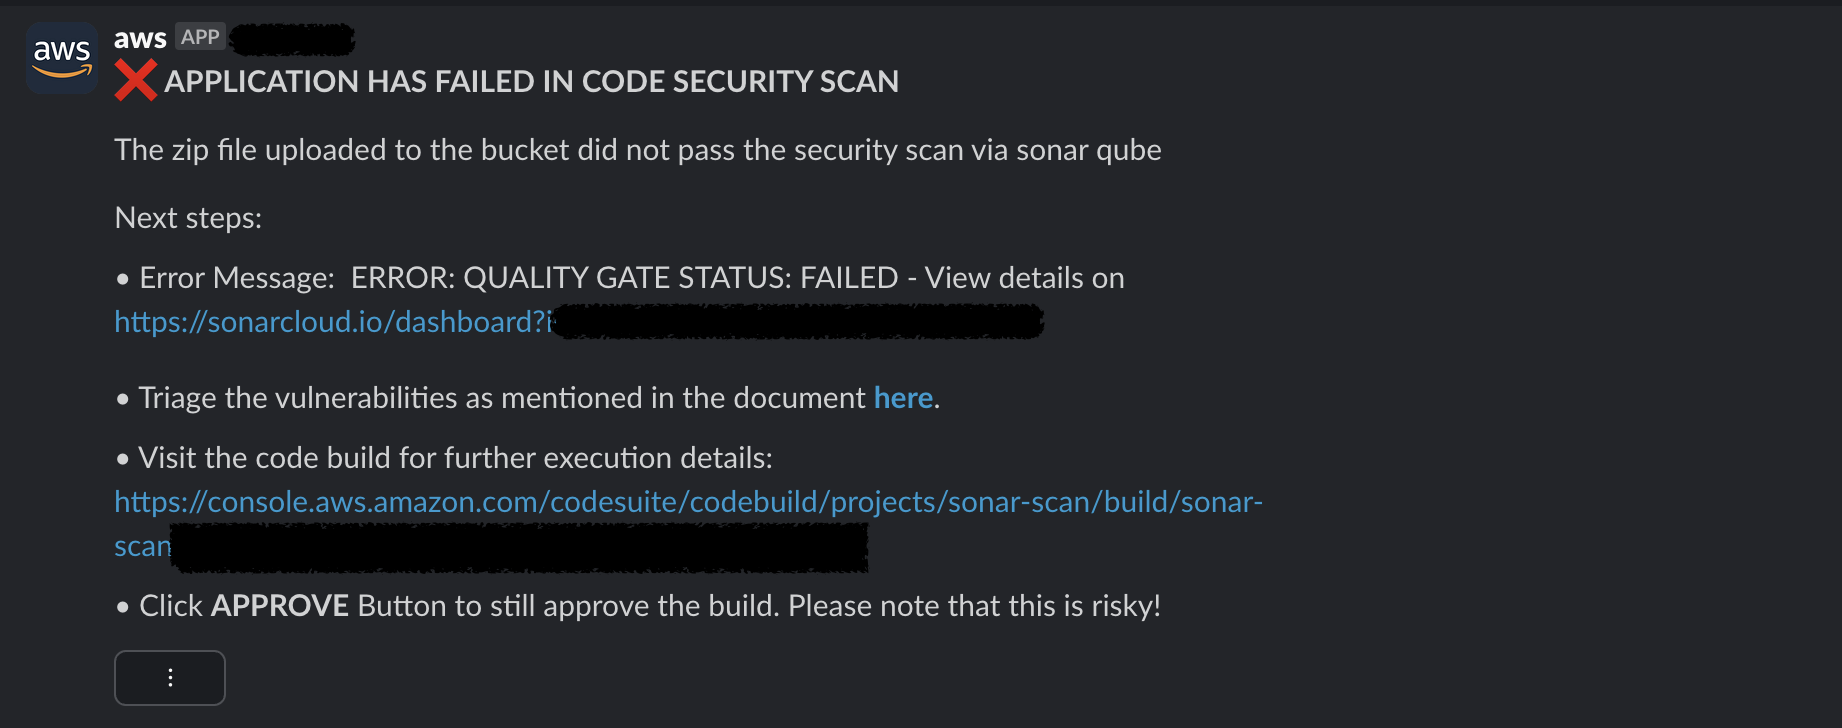 aws
aws APP
APPLICATION HAS FAILED IN CODE SECURITY SCAN
The zip file uploaded to the bucket did not pass the security scan via sonar qube
Next steps:
• Error Message:  ERROR: QUALITY GATE STATUS: FAILED - View details on
https://sonarcloud.io/dashboard?i
• Triage the vulnerabilities as mentioned in the document here.
• Visit the code build for further execution details:
https://console.aws.amazon.com/codesuite/codebuild/projects/sonar-scan/build/sonar-
scan
• Click APPROVE Button to still approve the build. Please note that this is risky!